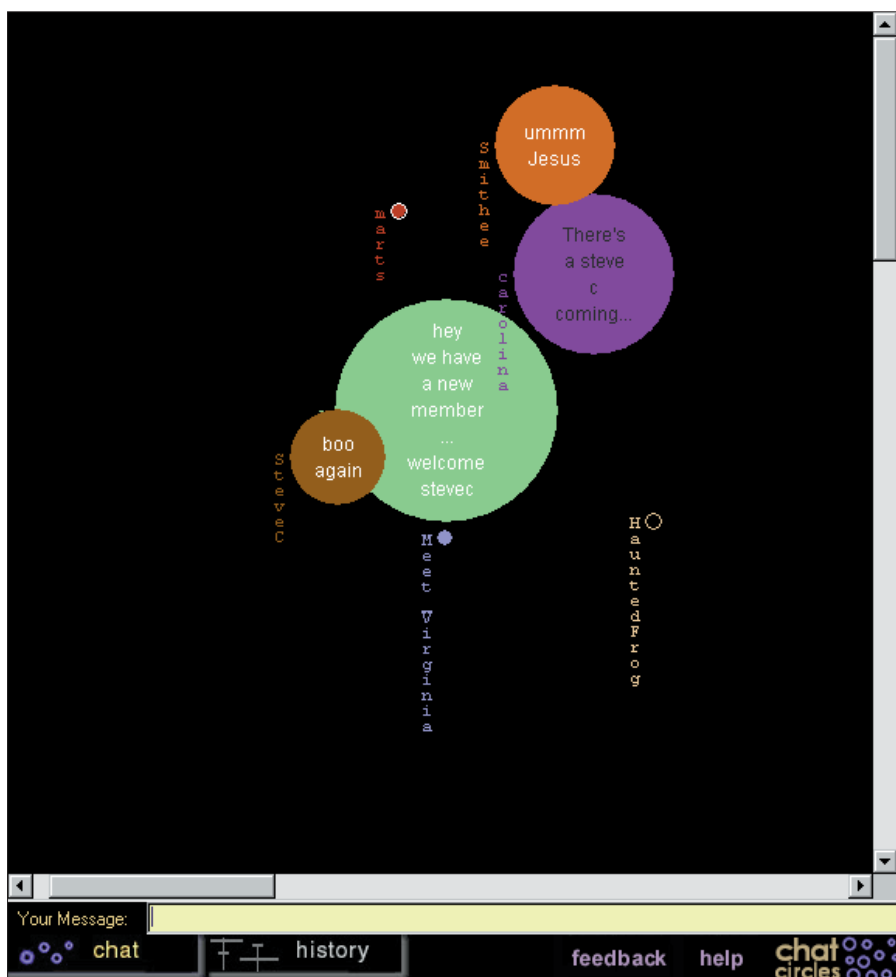 ummm
Jesus
Smithee
marts
There's
a steve
c
coming...
carolina
hey
we have
a new
member
...
welcome
stevec
boo
again
SteveC
HauntedFrog
Meet Virginia
Your Message:
chat
history
feedback
help
chat
circles